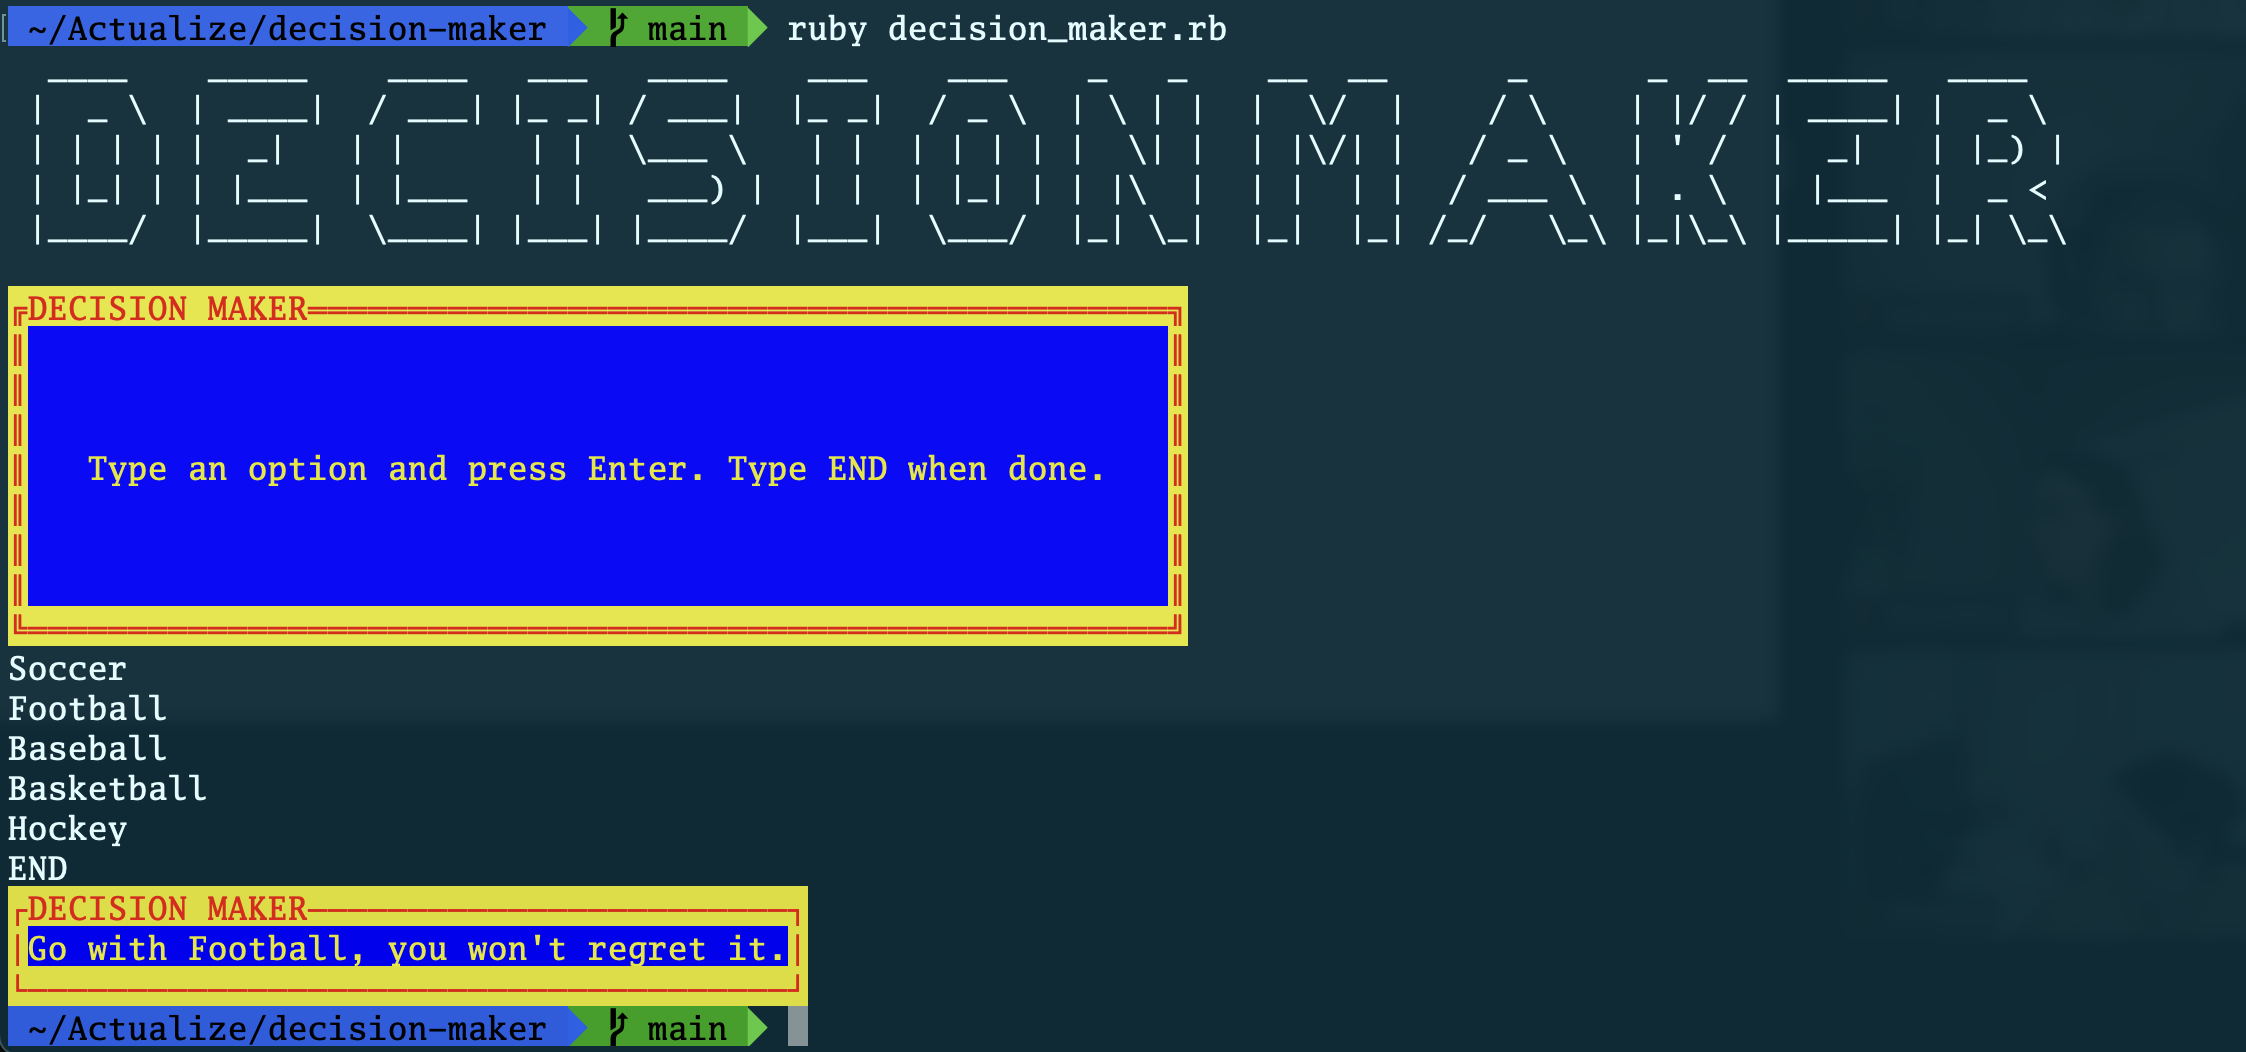 ~/Actualize/decision-maker main ruby decision_maker.rb
DECISION MAKER
DECISION MAKER
Type an option and press Enter. Type END when done.
Soccer
Football
Baseball
Basketball
Hockey
END
DECISION MAKER
Go with Football, you won't regret it.
~/Actualize/decision-maker main